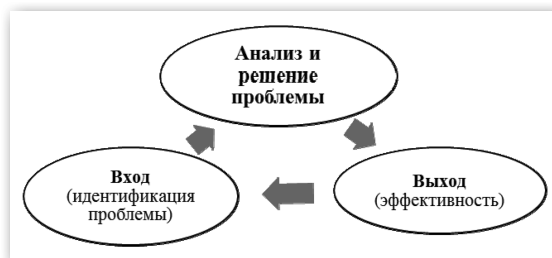 Анализ и
решение
проблемы
Вход
(идентификация
проблемы)
Выход
(эффективность)